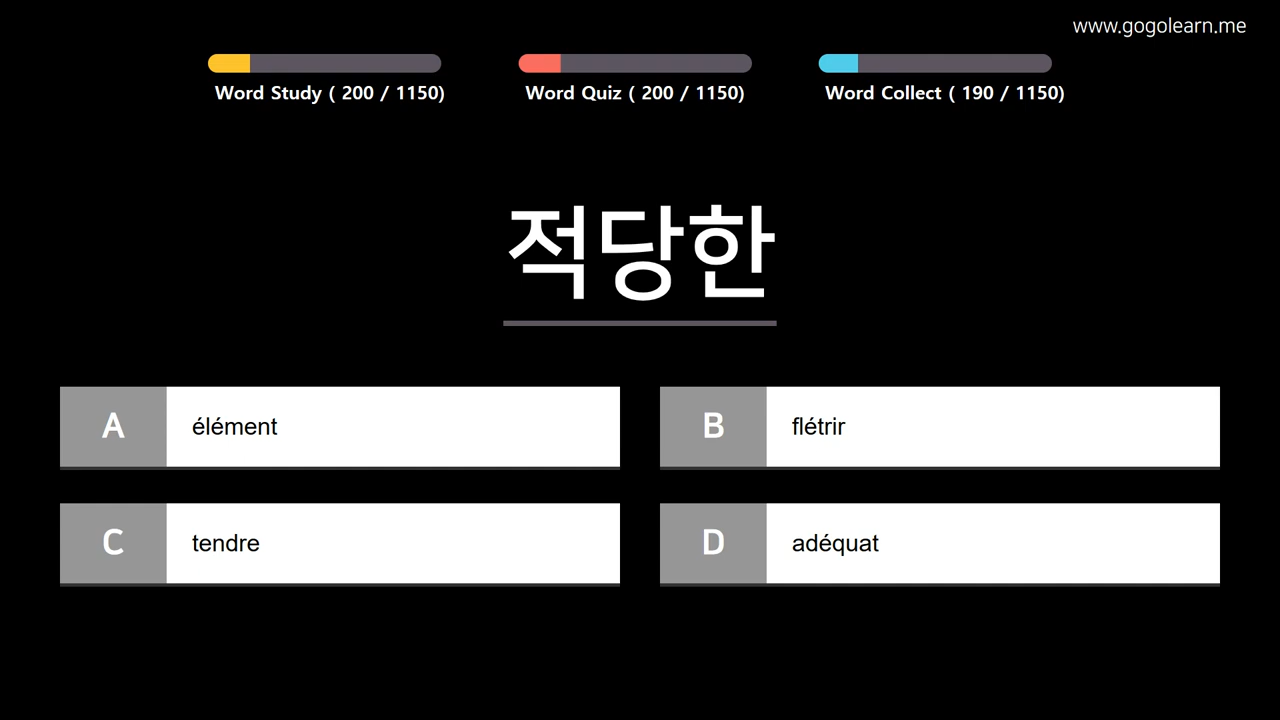 www.gogolearn.me
Word Study ( 200 / 1150)
Word Quiz ( 200 / 1150)
Word Collect ( 190 / 1150)
적당한
A
élément
B
flétrir
C
tendre
D
adéquat